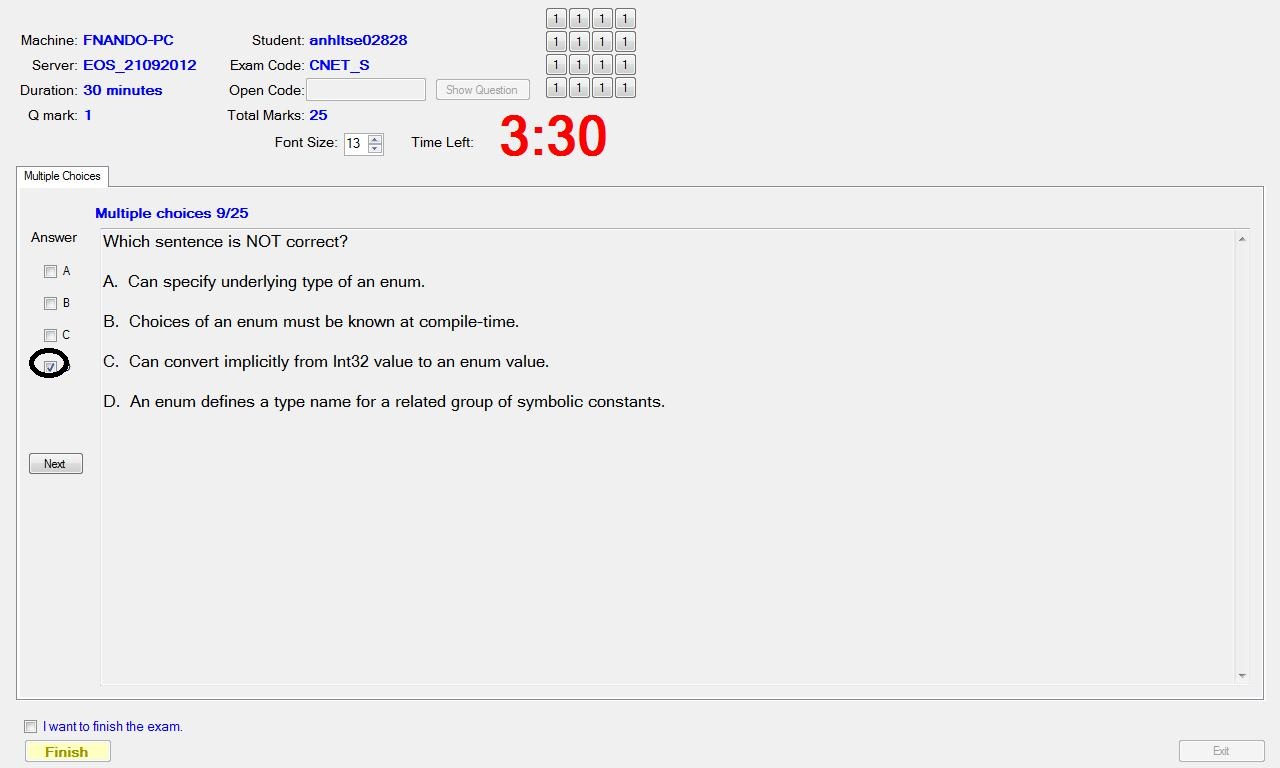 Machine: FNANDO-PC Student: anhltse02828
Server: EOS_21092012 Exam Code: CNET_S
Duration: 30 minutes Open Code: Show Question
Q mark: 1 Total Marks: 25
Font Size: 13 Time Left: 3:30
1 1 1 1
1 1 1 1
1 1 1 1
1 1 1 1
Multiple Choices
Multiple choices 9/25
Answer
A
B
C
Next
Which sentence is NOT correct?
A. Can specify underlying type of an enum.
B. Choices of an enum must be known at compile-time.
C. Can convert implicitly from Int32 value to an enum value.
D. An enum defines a type name for a related group of symbolic constants.
I want to finish the exam.
Finish Exit